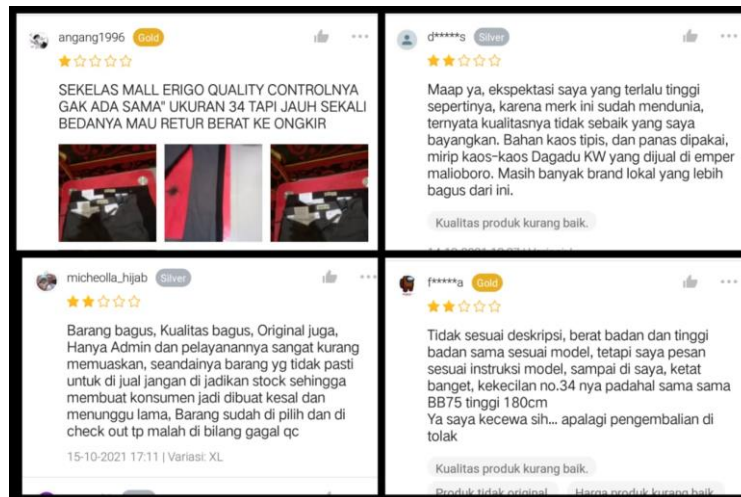 angang1996 Gold
SEKELAS MALL ERIGO QUALITY CONTROLNYA
GAK ADA SAMA" UKURAN 34 TAPI JAUH SEKALI
BEDANYA MAU RETUR BERAT KE ONGKIR
d*****s Silver
Maap ya, ekspektasi saya yang terlalu tinggi
sepertinya, karena merk ini sudah mendunia,
ternyata kualitasnya tidak sebaik yang saya
bayangkan. Bahan kaos tipis, dan panas dipakai,
mirip kaos-kaos Dagadu KW yang dijual di emper
malioboro. Masih banyak brand lokal yang lebih
bagus dari ini.
Kualitas produk kurang baik.
micheolla_hijab Silver
Barang bagus, Kualitas bagus, Original juga,
Hanya Admin dan pelayanannya sangat kurang
memuaskan, seandainya barang yg tidak pasti
untuk di jual jangan di jadikan stock sehingga
membuat konsumen jadi dibuat kesal dan
menunggu lama, Barang sudah di pilih dan di
check out tp malah di bilang gagal qc
15-10-2021 17:11 | Variasi: XL
f*****a Gold
Tidak sesuai deskripsi, berat badan dan tinggi
badan sama sesuai model, tetapi saya pesan
sesuai instruksi model, sampai di saya, ketat
banget, kekecilan no.34 nya padahal sama sama
BB75 tinggi 180cm
Ya saya kecewa sih... apalagi pengembalian di
tolak
Kualitas produk kurang baik.
Produk tidak original Harga produk kurang baik